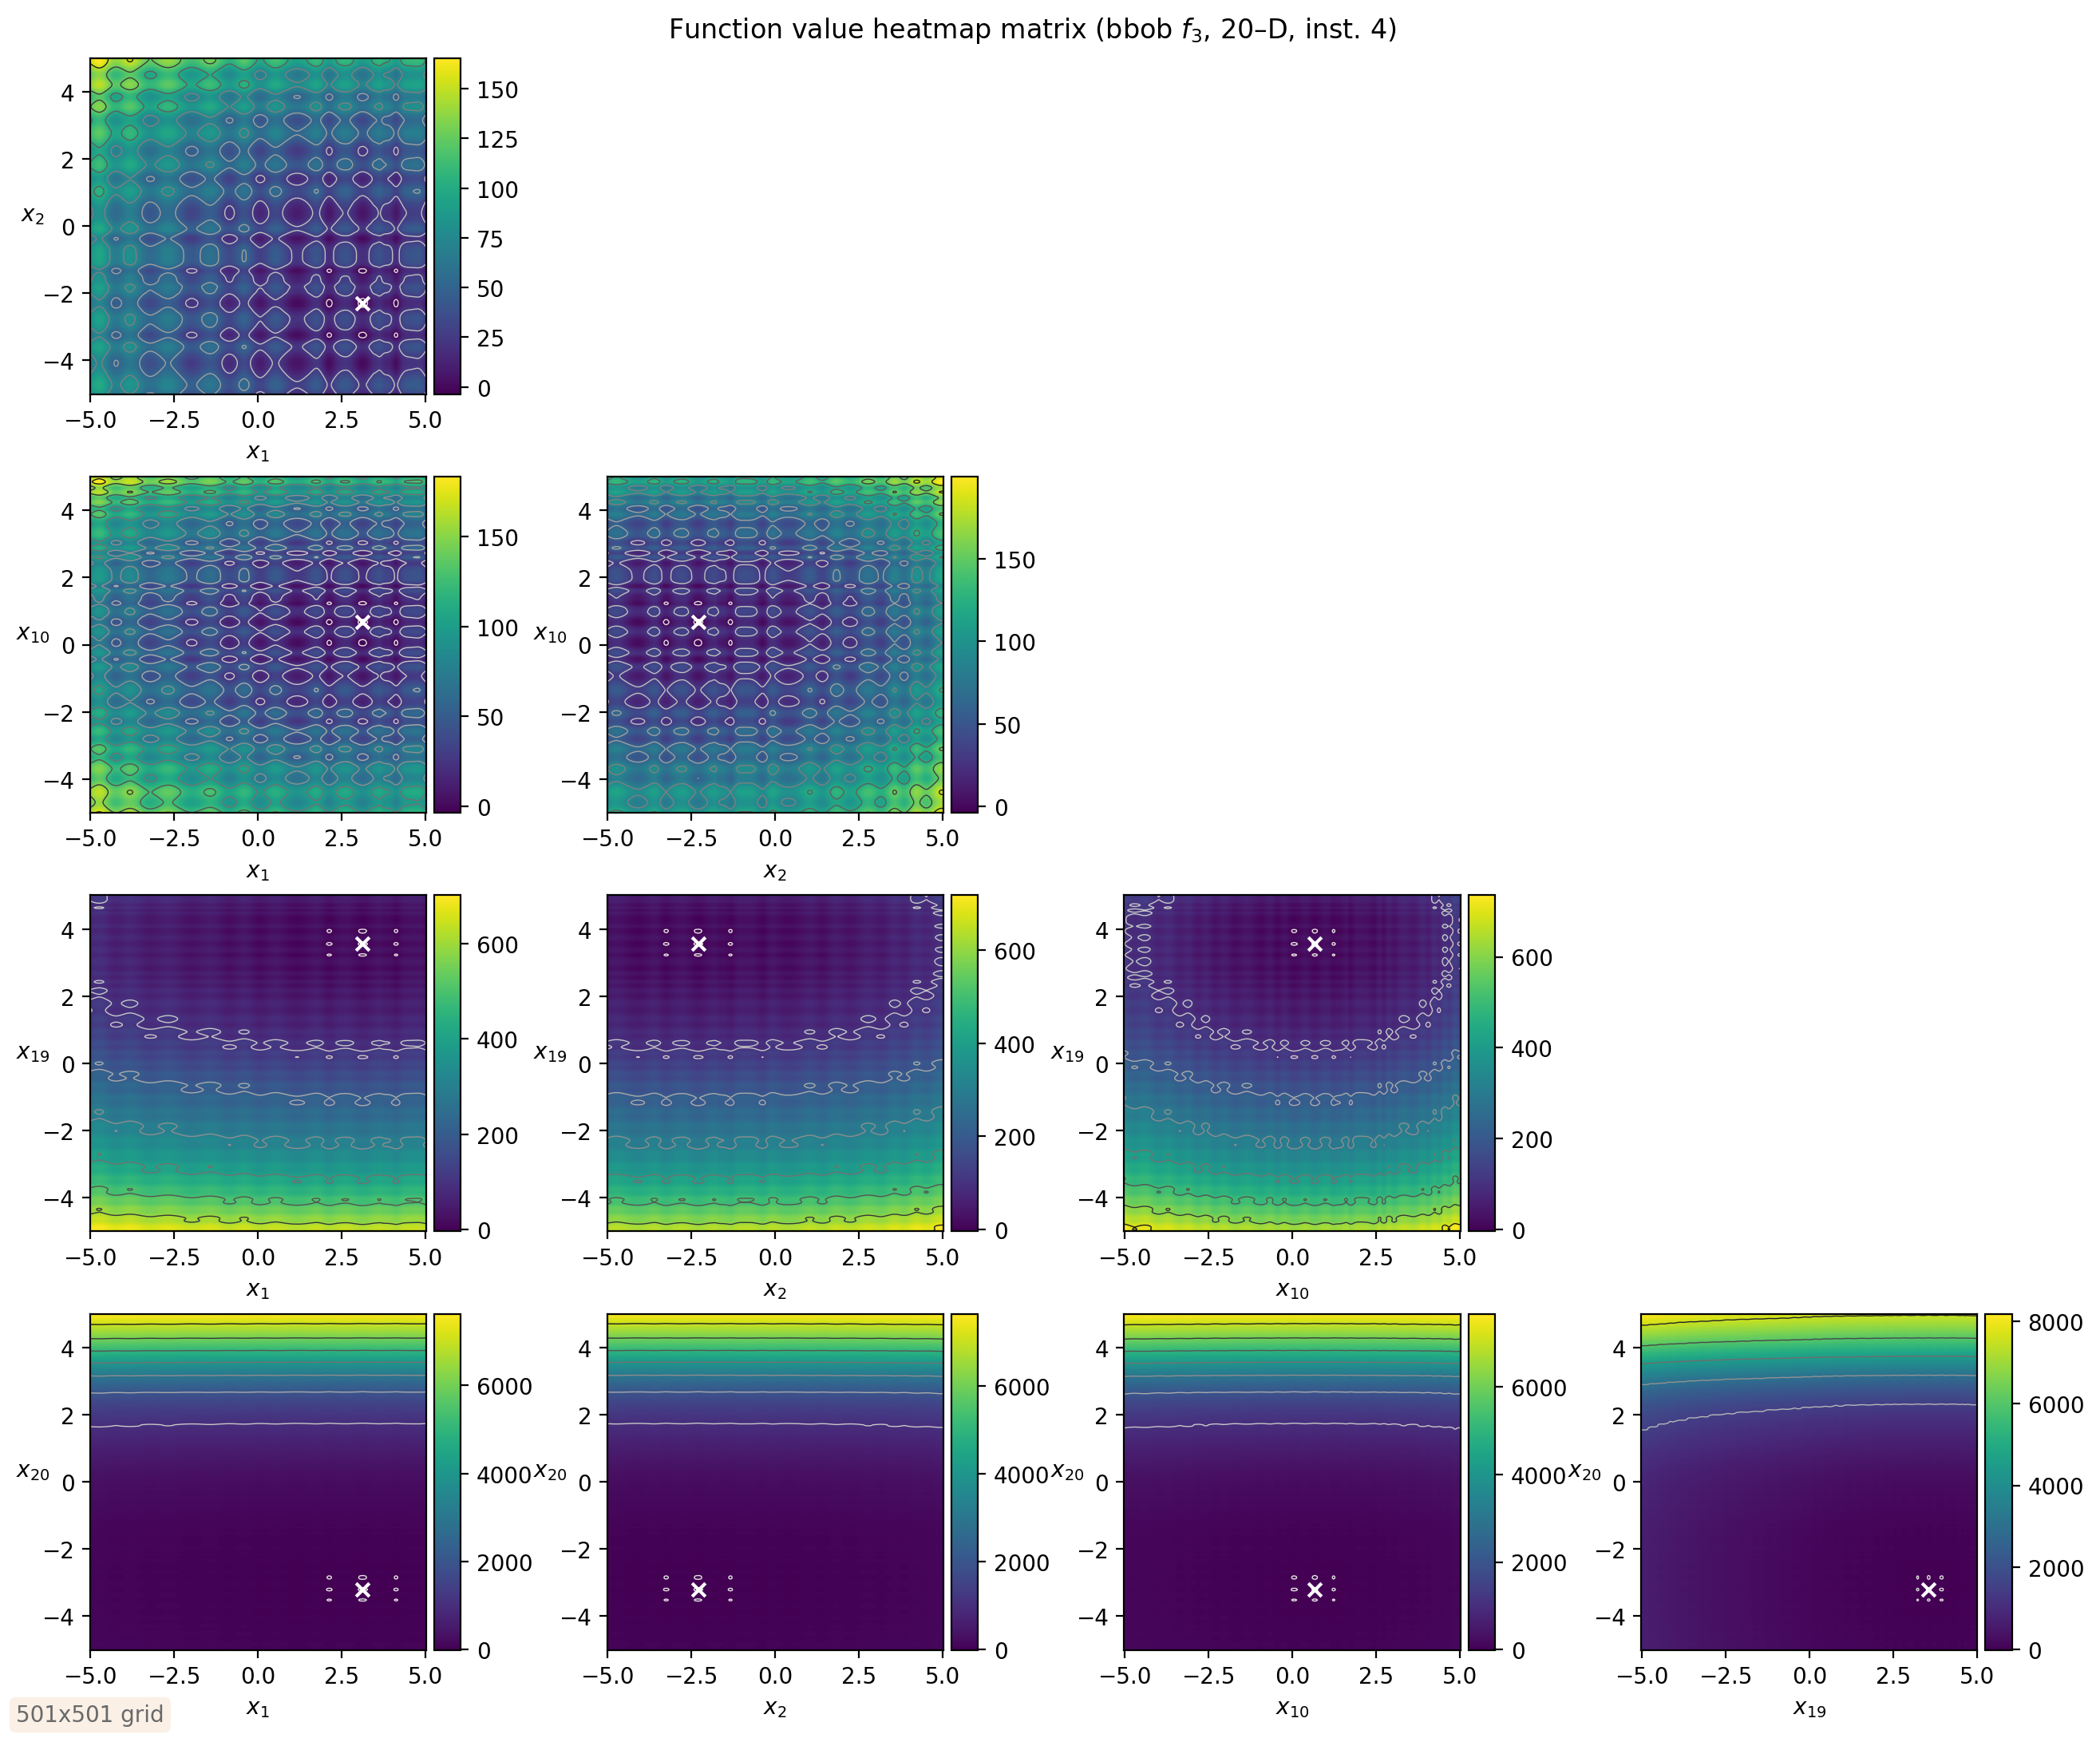 Function value heatmap matrix (bbob f₃, 20–D, inst. 4)
4
2
0
−2
−4
x₂
−5.0 −2.5 0.0 2.5 5.0
x₁
150
125
100
75
50
25
0
4
2
0
−2
−4
x₁₀
−5.0 −2.5 0.0 2.5 5.0
x₁
150
100
50
0
4
2
0
−2
−4
x₁₀
−5.0 −2.5 0.0 2.5 5.0
x₂
150
100
50
0
4
2
0
−2
−4
x₁₉
−5.0 −2.5 0.0 2.5 5.0
x₁
600
400
200
0
4
2
0
−2
−4
x₁₉
−5.0 −2.5 0.0 2.5 5.0
x₂
600
400
200
0
4
2
0
−2
−4
x₁₉
−5.0 −2.5 0.0 2.5 5.0
x₁₀
600
400
200
0
4
2
0
−2
−4
x₂₀
−5.0 −2.5 0.0 2.5 5.0
x₁
6000
4000
2000
0
4
2
0
−2
−4
x₂₀
−5.0 −2.5 0.0 2.5 5.0
x₂
6000
4000
2000
0
4
2
0
−2
−4
x₂₀
−5.0 −2.5 0.0 2.5 5.0
x₁₀
6000
4000
2000
0
4
2
0
−2
−4
x₂₀
−5.0 −2.5 0.0 2.5 5.0
x₁₉
8000
6000
4000
2000
0
501x501 grid